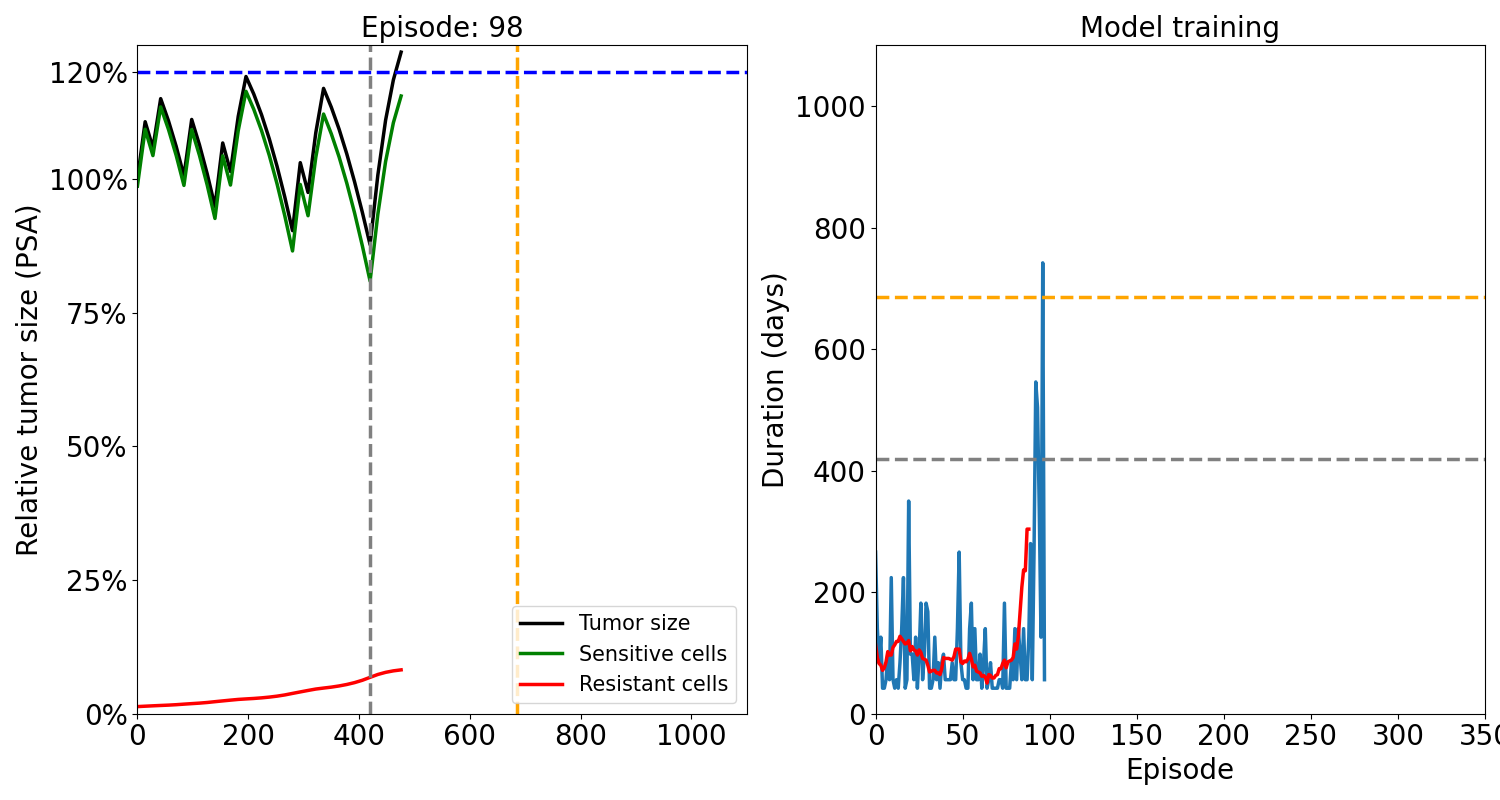 Episode: 98
Relative tumor size (PSA)
120%
100%
75%
50%
25%
0%
0 200 400 600 800 1000
Tumor size
Sensitive cells
Resistant cells
Model training
Duration (days)
1000
800
600
400
200
0
0 50 100 150 200 250 300 350
Episode